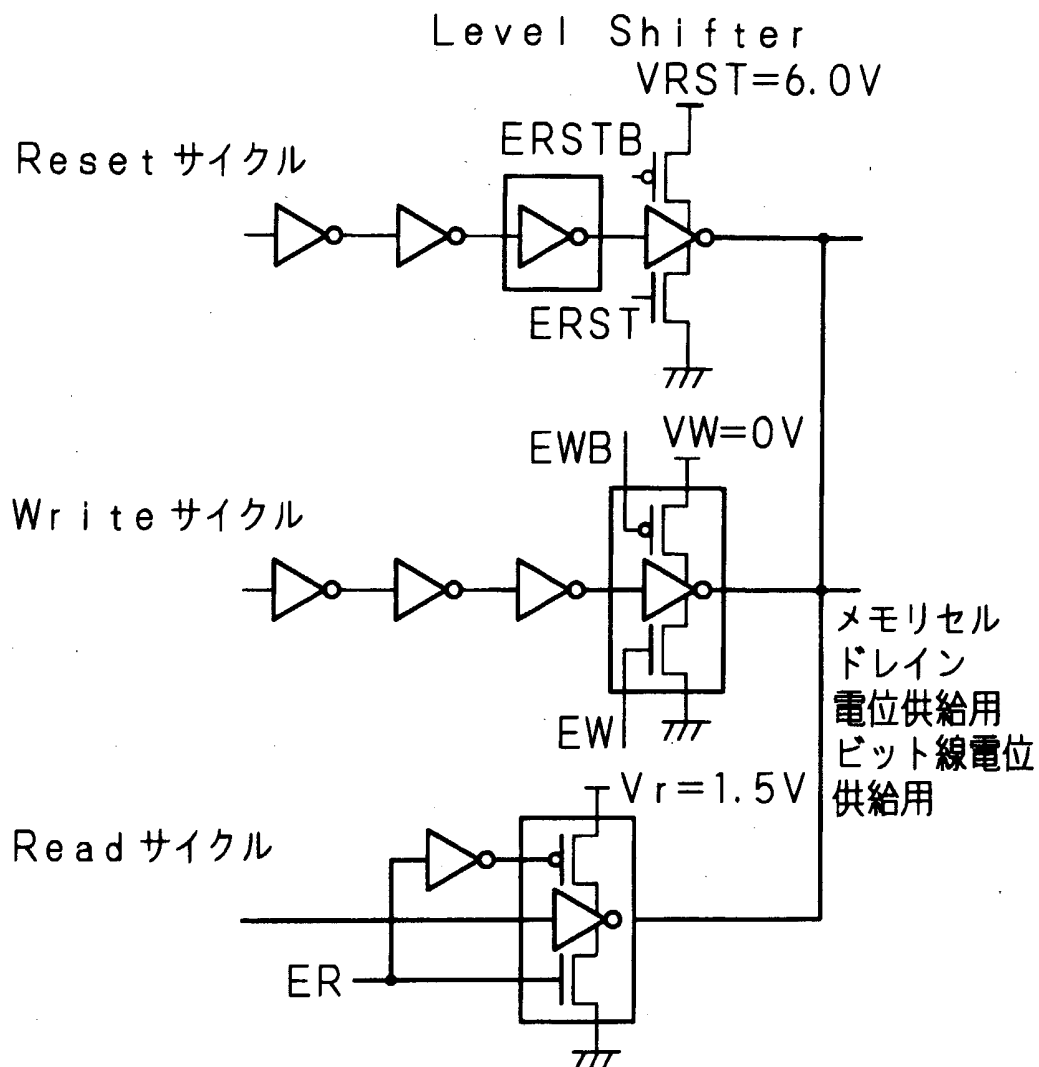 Level Shifter
VRST=6.0V
ERSTB
Resetサイクル
ERST
VW=0V
EWB
Writeサイクル
メモリセル
ドレイン
電位供給用
ビット線電位
供給用
EW
Vr=1.5V
Readサイクル
ER